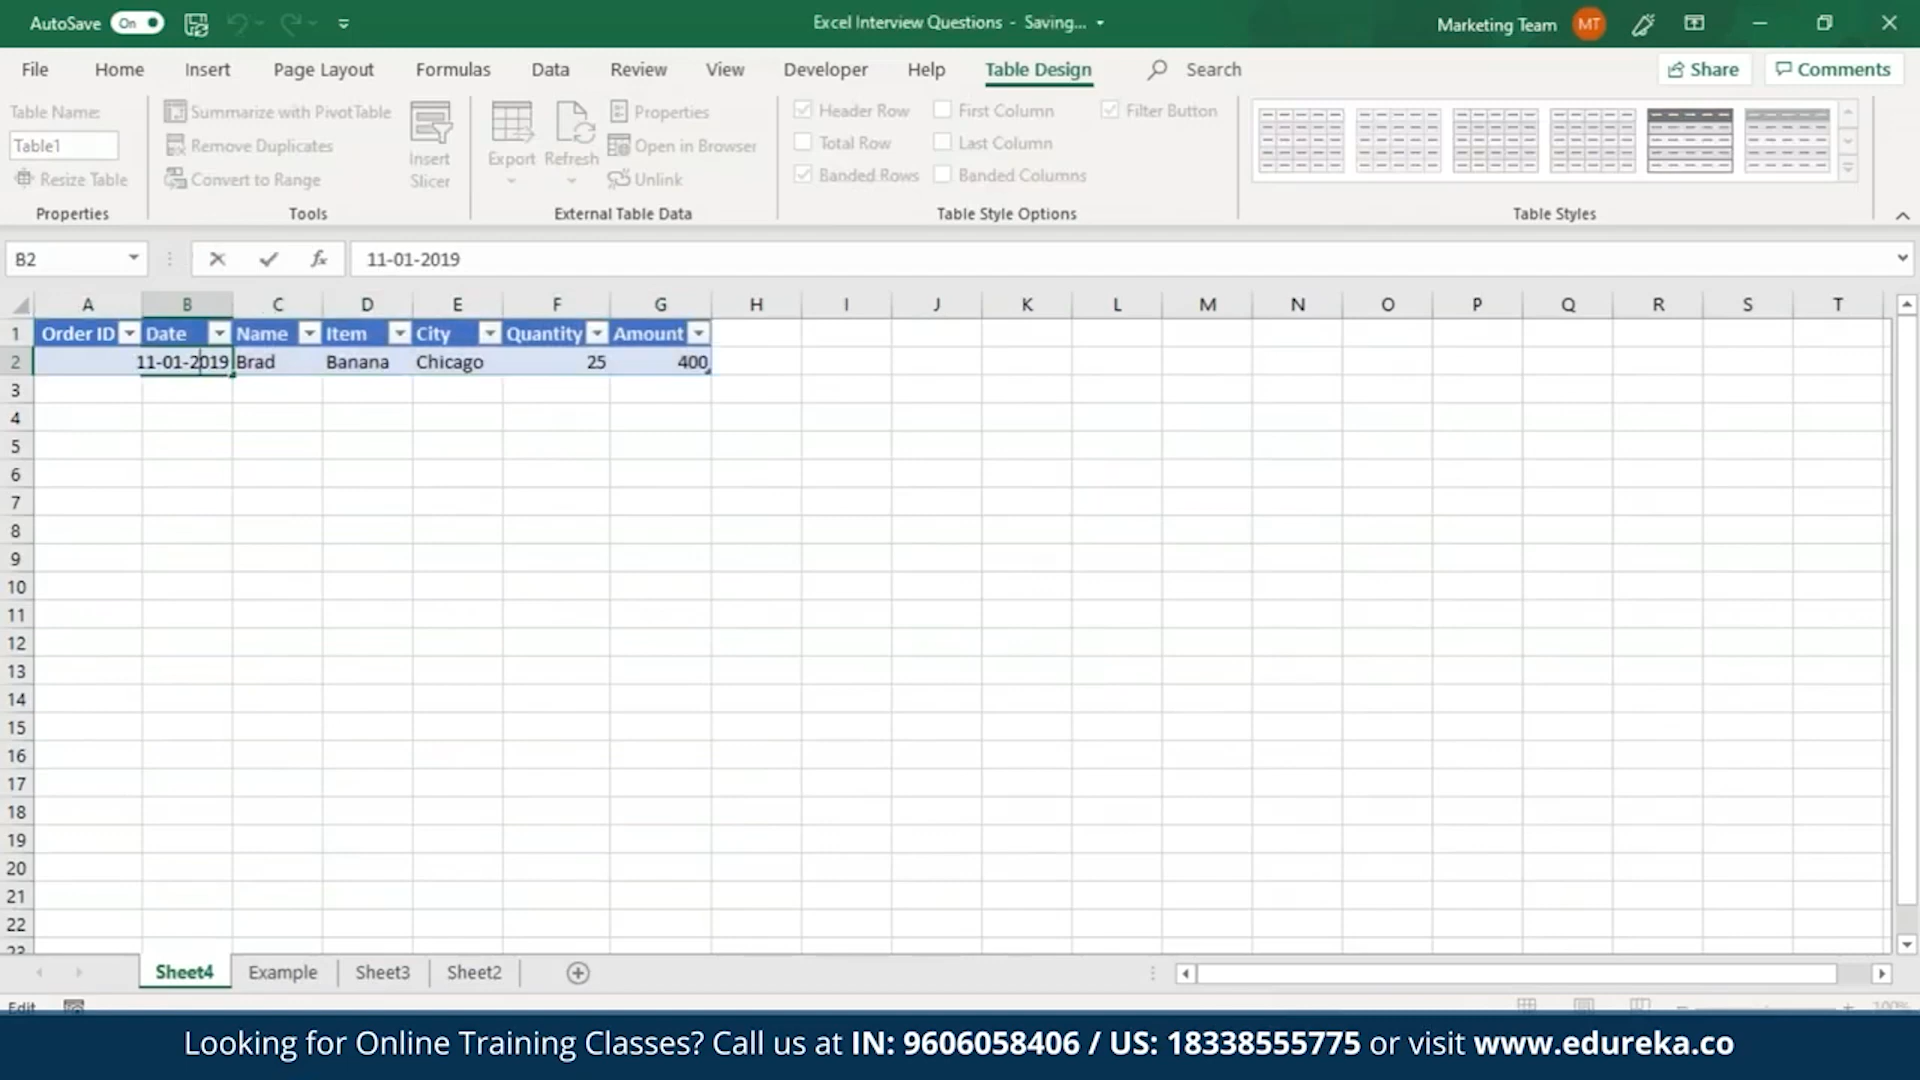 AutoSave On Excel Interview Questions - Saving... Marketing Team MT
File Home Insert Page Layout Formulas Data Review View Developer Help Table Design Search Share Comments
Table Name: Summarize with PivotTable Properties Header Row First Column Filter Button
Table1 Remove Duplicates Insert Slicer Export Refresh Open in Browser Total Row Last Column
Resize Table Convert to Range Unlink Banded Rows Banded Columns
Properties Tools External Table Data Table Style Options Table Styles
B2 fx 11-01-2019
A B C D E F G H I J K L M N O P Q R S T
1 Order ID Date Name Item City Quantity Amount
2 11-01-2019 Brad Banana Chicago 25 400
3
4
5
6
7
8
9
10
11
12
13
14
15
16
17
18
19
20
21
22
23
Sheet4 Example Sheet3 Sheet2
Edit 100%
Looking for Online Training Classes? Call us at IN: 9606058406 / US: 18338555775 or visit www.edureka.co